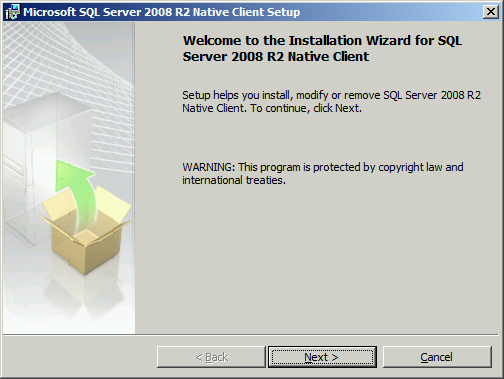 Microsoft SQL Server 2008 R2 Native Client Setup
Welcome to the Installation Wizard for SQL
Server 2008 R2 Native Client
Setup helps you install, modify or remove SQL Server 2008 R2
Native Client. To continue, click Next.
WARNING: This program is protected by copyright law and
international treaties.
< Back
Next >
Cancel